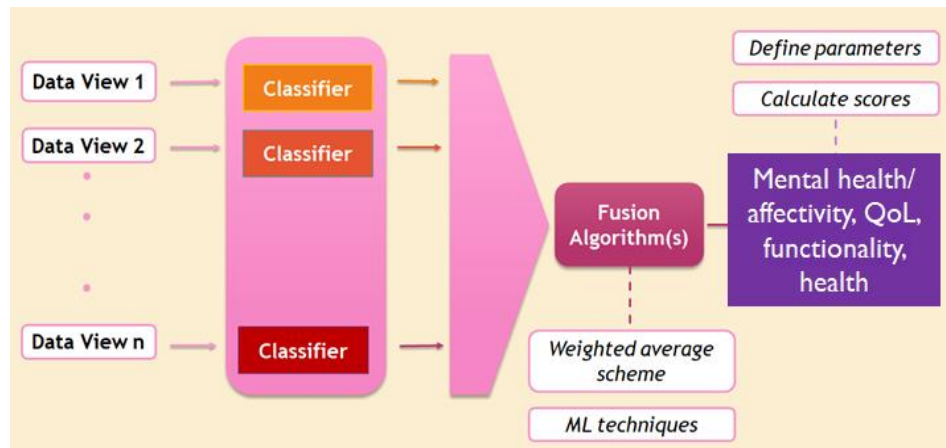 Data View 1
Data View 2
Data View n
Classifier
Classifier
Classifier
Fusion
Algorithm(s)
Weighted average
scheme
ML techniques
Define parameters
Calculate scores
Mental health/
affectivity, QoL,
functionality,
health